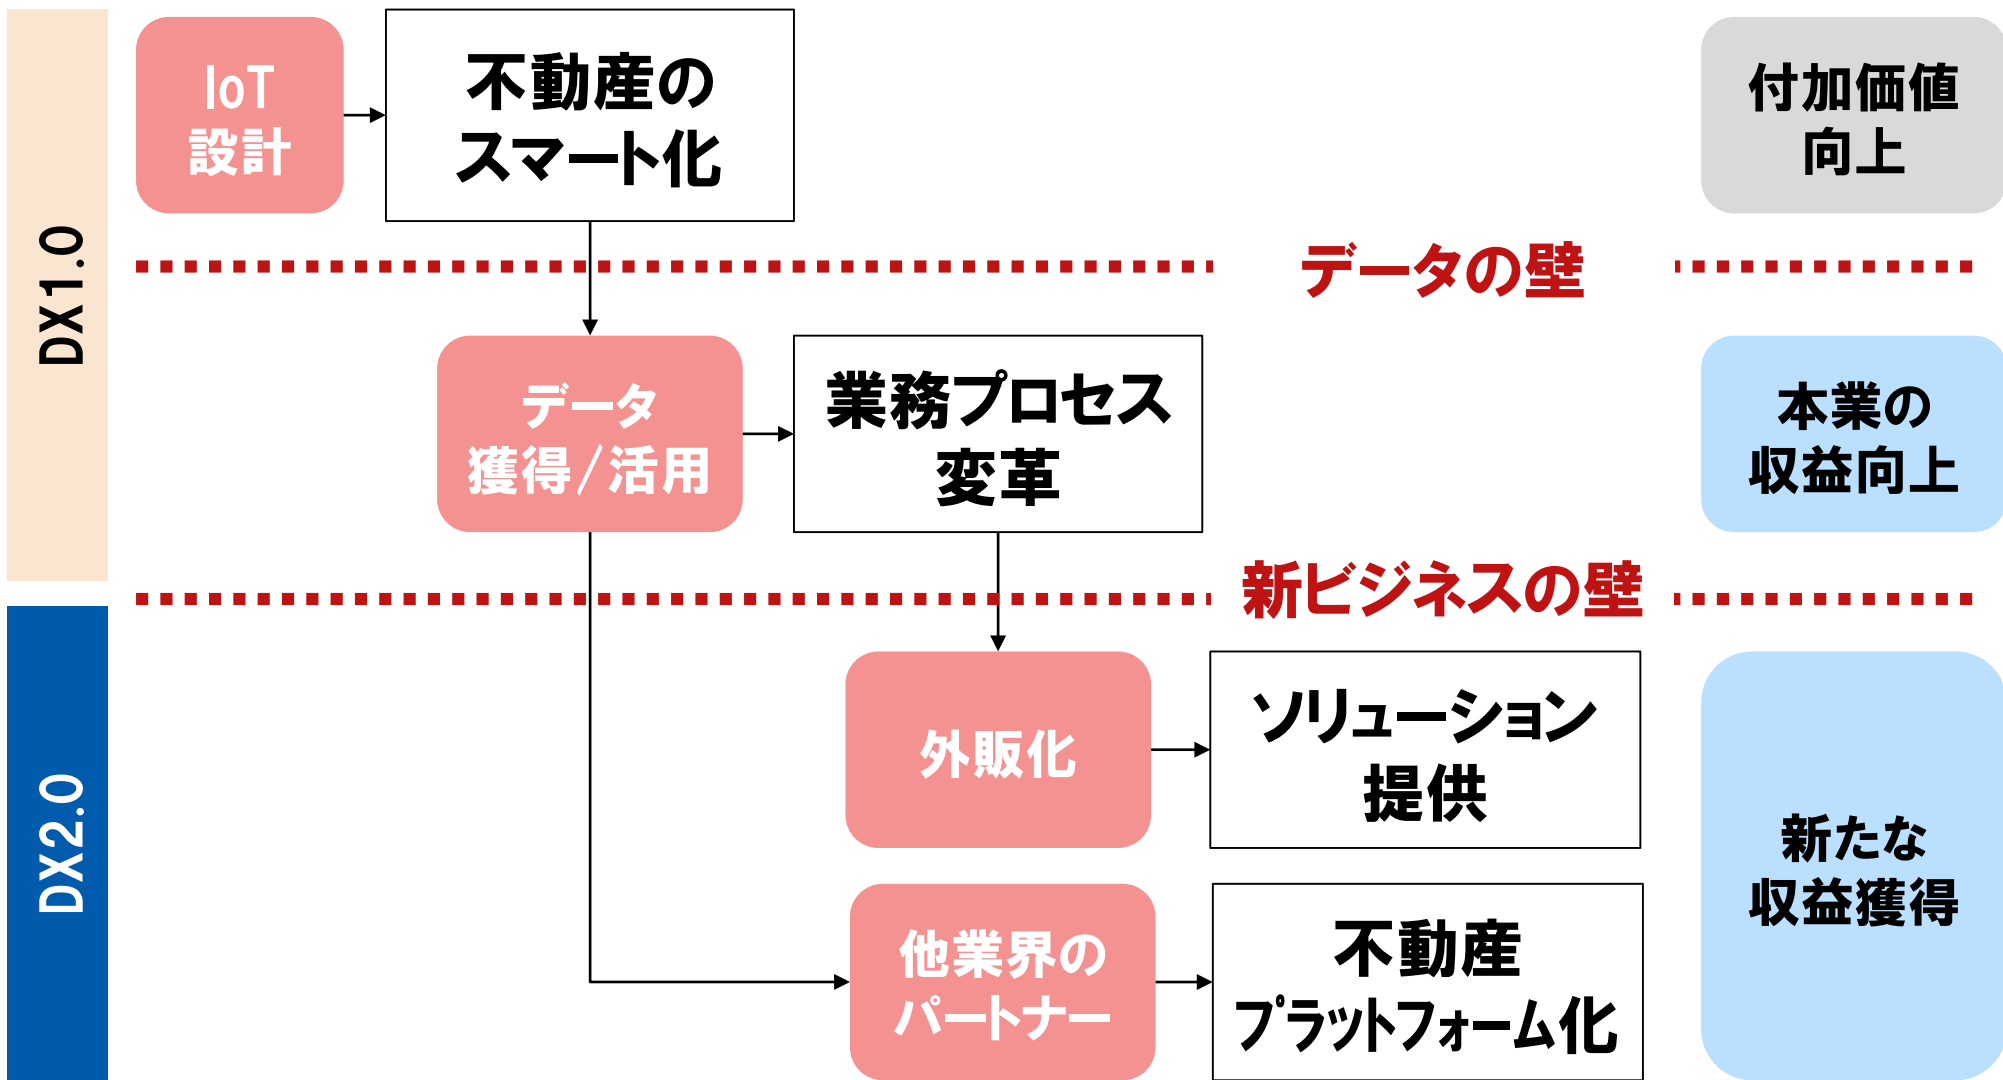 DX1.0
IoT
設計
不動産の
スマート化
付加価値
向上
データの壁
データ
獲得/活用
業務プロセス
変革
本業の
収益向上
新ビジネスの壁
DX2.0
外販化
ソリューション
提供
他業界の
パートナー
不動産
プラットフォーム化
新たな
収益獲得